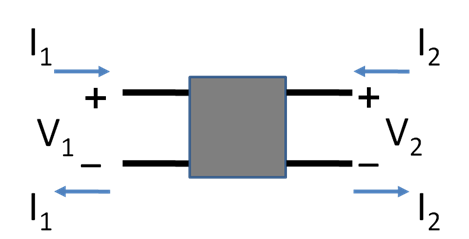 I1 I2
+ +
V1 V2
– –
I1 I2